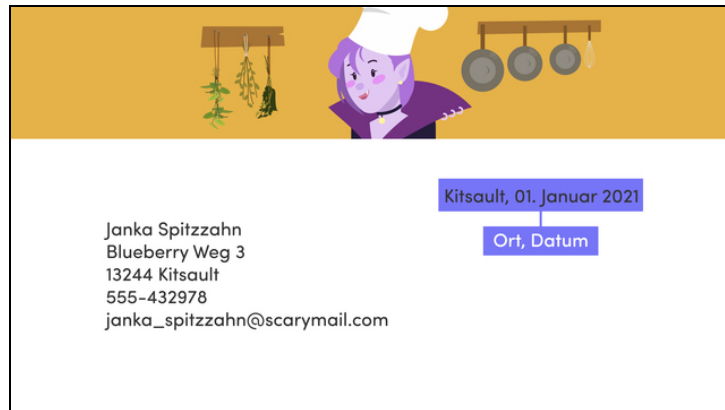 Kitsault, 01. Januar 2021
Ort, Datum
Janka Spitzzahn
Blueberry Weg 3
13244 Kitsault
555-432978
janka_spitzzahn@scarymail.com